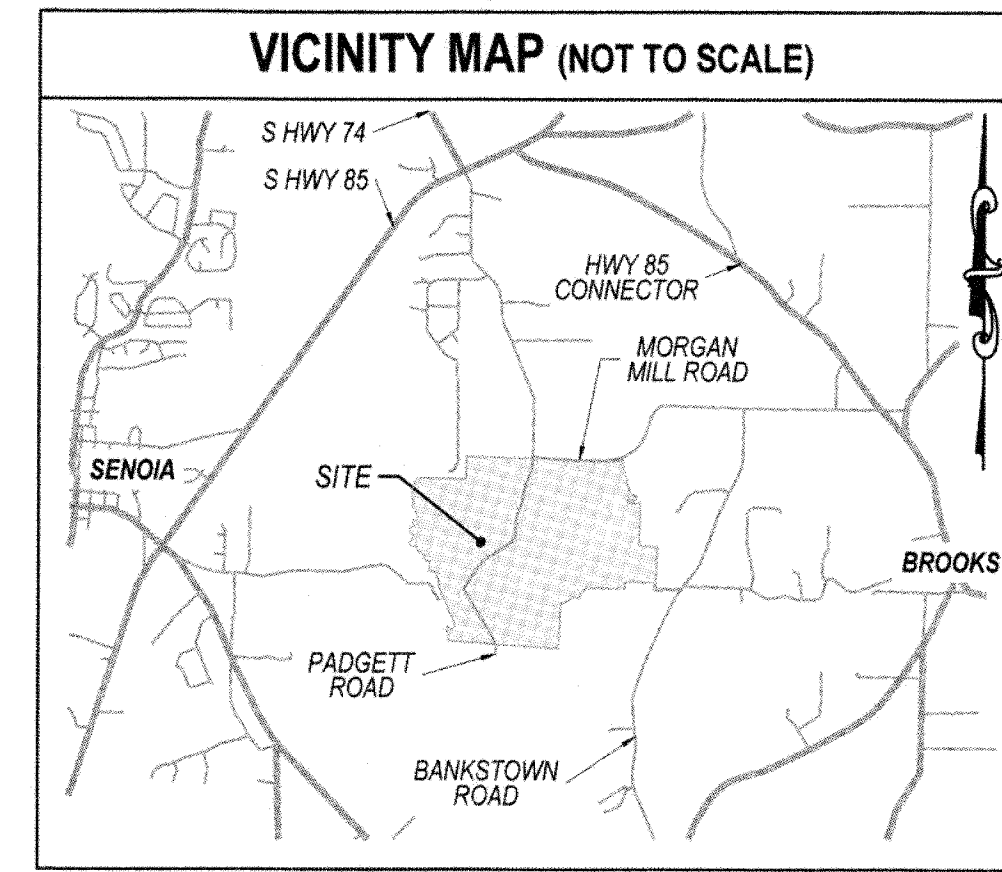 VICINITY MAP (NOT TO SCALE)
S HWY 74
S HWY 85
HWY 85
CONNECTOR
MORGAN
MILL ROAD
SENOIA
SITE
BROOKS
PADGETT
ROAD
BANKSTOWN
ROAD